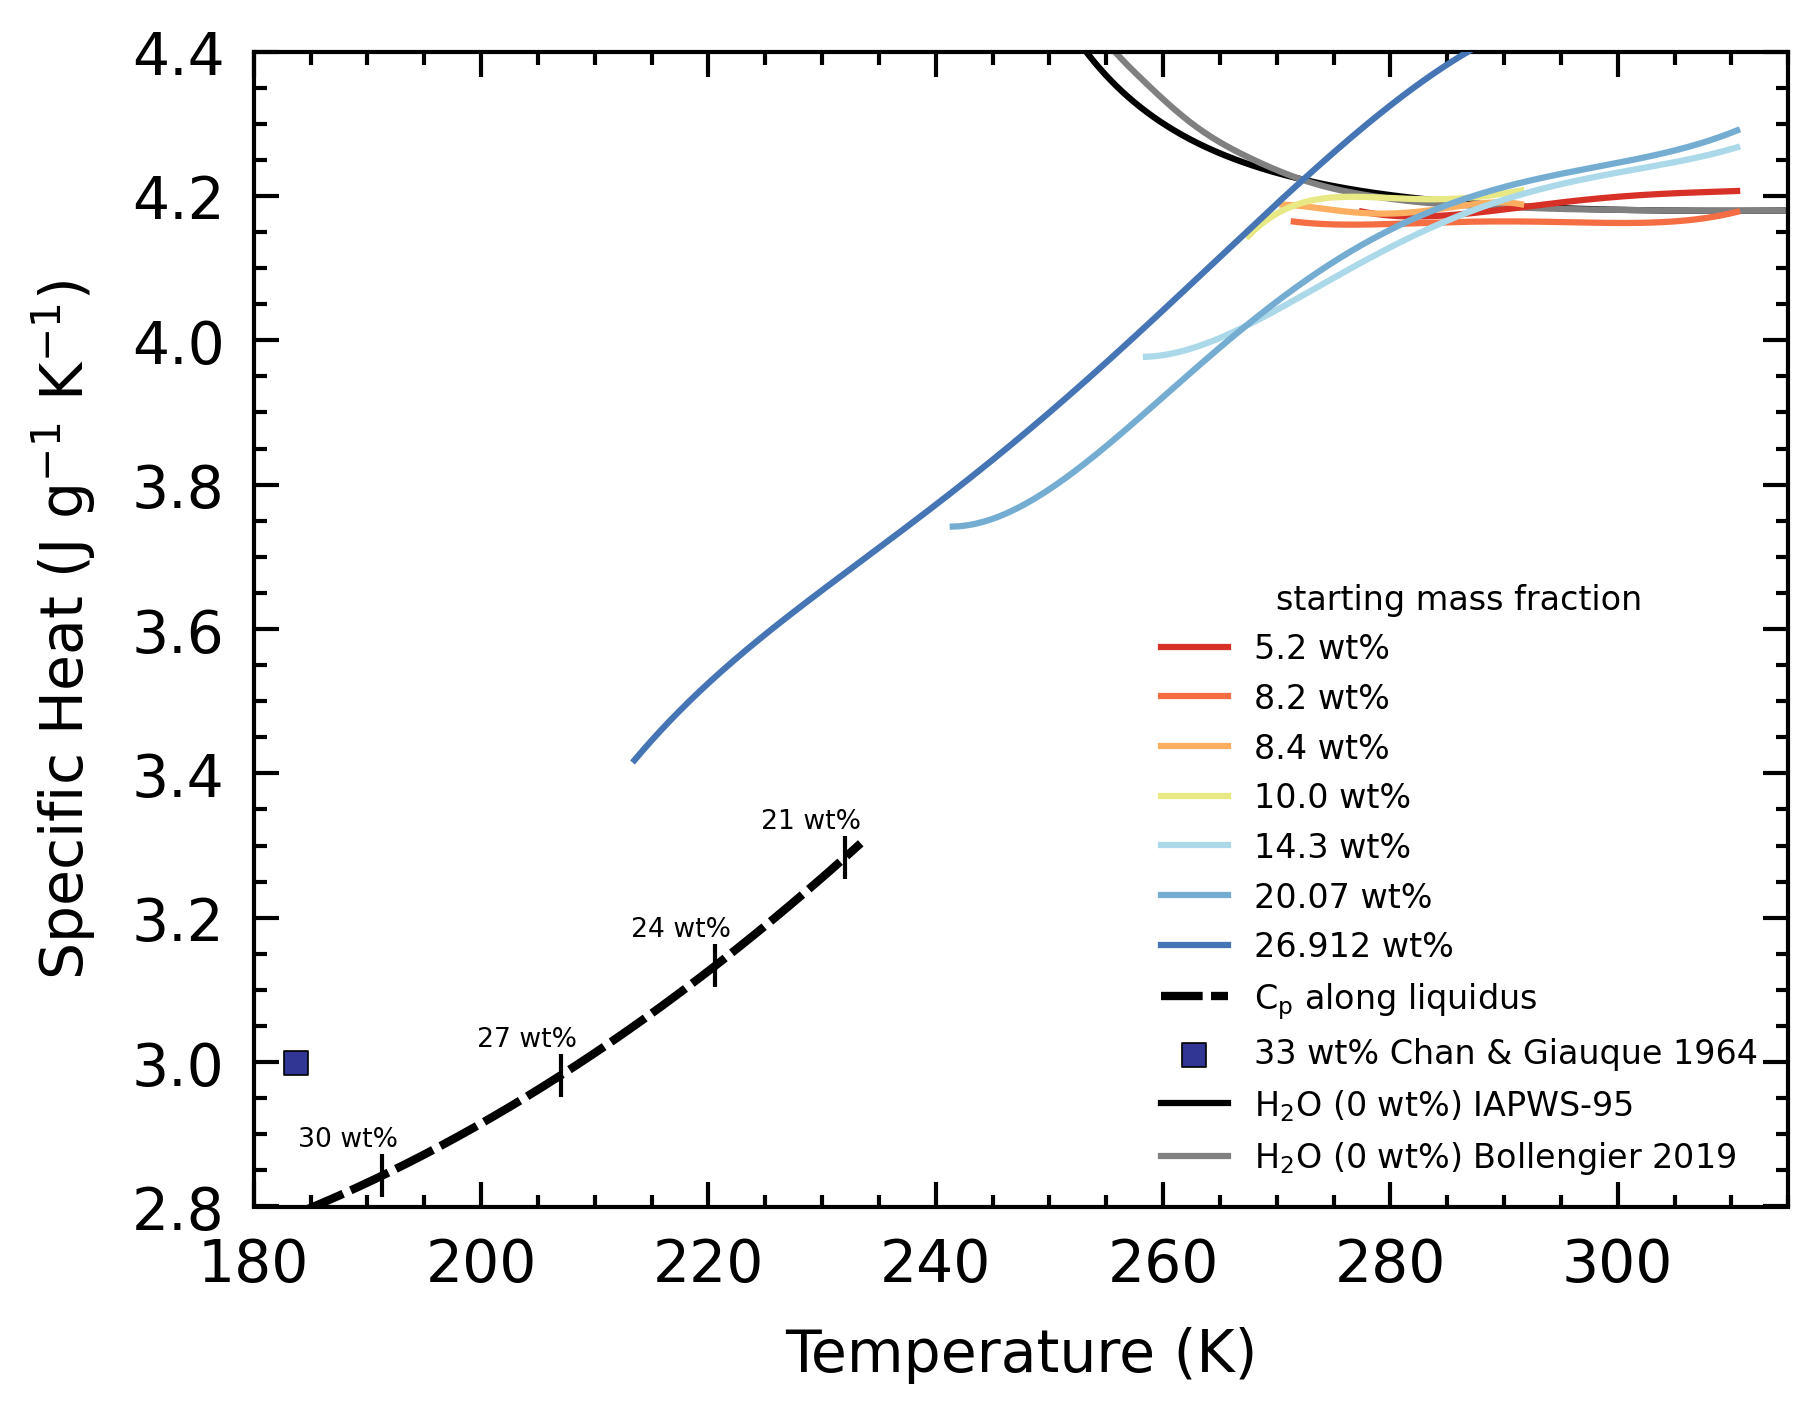 4.4
4.2
4.0
3.8
3.6
3.4
3.2
3.0
2.8
Specific Heat (J g⁻¹ K⁻¹)
21 wt%
24 wt%
27 wt%
30 wt%
starting mass fraction
5.2 wt%
8.2 wt%
8.4 wt%
10.0 wt%
14.3 wt%
20.07 wt%
26.912 wt%
Cₚ along liquidus
33 wt% Chan & Giauque 1964
H₂O (0 wt%) IAPWS-95
H₂O (0 wt%) Bollengier 2019
180 200 220 240 260 280 300
Temperature (K)